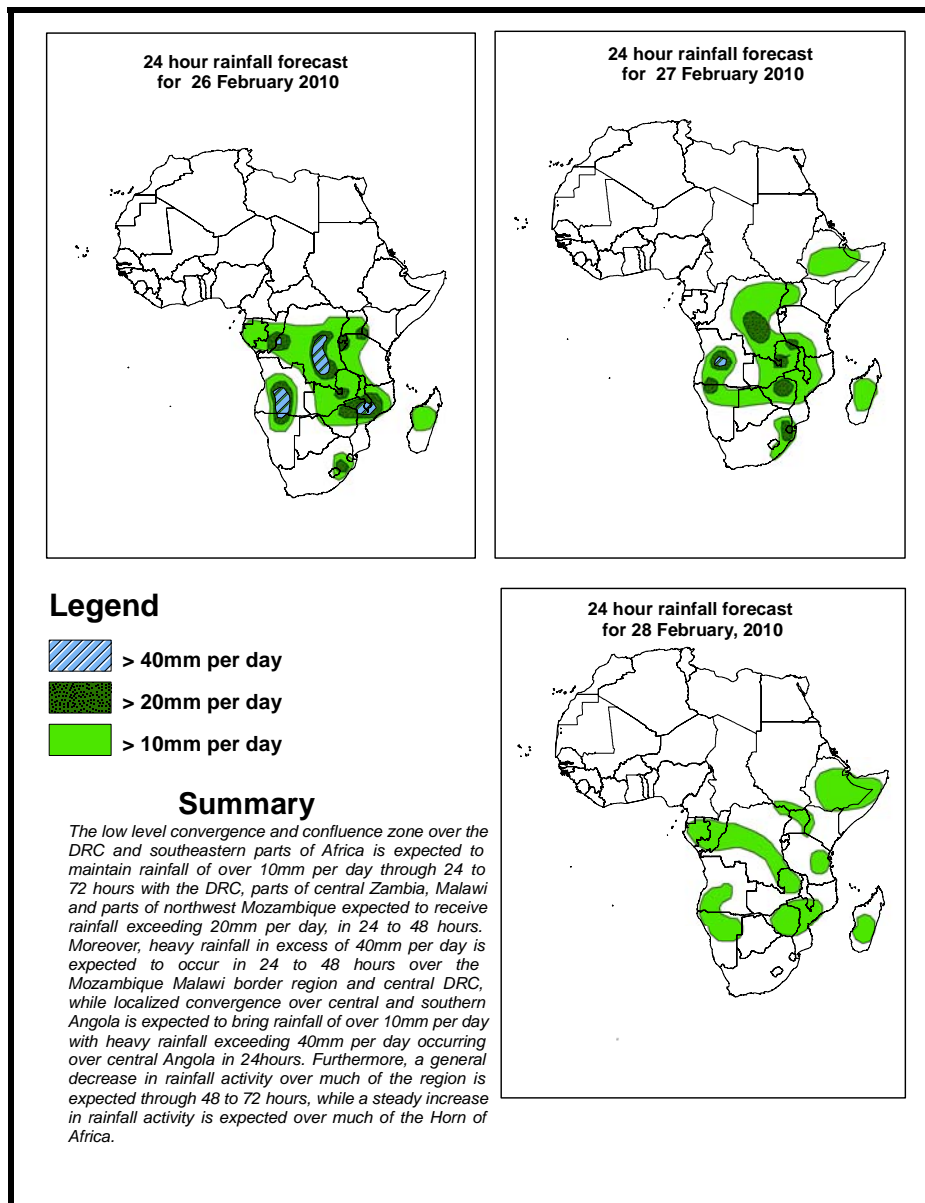 24 hour rainfall forecast
for 26 February 2010
24 hour rainfall forecast
for 27 February 2010
Legend
> 40mm per day
> 20mm per day
> 10mm per day
24 hour rainfall forecast
for 28 February, 2010
Summary
The low level convergence and confluence zone over the
DRC and southeastern parts of Africa is expected to
maintain rainfall of over 10mm per day through 24 to
72 hours with the DRC, parts of central Zambia, Malawi
and parts of northwest Mozambique expected to receive
rainfall exceeding 20mm per day, in 24 to 48 hours.
Moreover, heavy rainfall in excess of 40mm per day is
expected to occur in 24 to 48 hours over the
Mozambique Malawi border region and central DRC,
while localized convergence over central and southern
Angola is expected to bring rainfall of over 10mm per day
with heavy rainfall exceeding 40mm per day occurring
over central Angola in 24hours. Furthermore, a general
decrease in rainfall activity over much of the region is
expected through 48 to 72 hours, while a steady increase
in rainfall activity is expected over much of the Horn of
Africa.